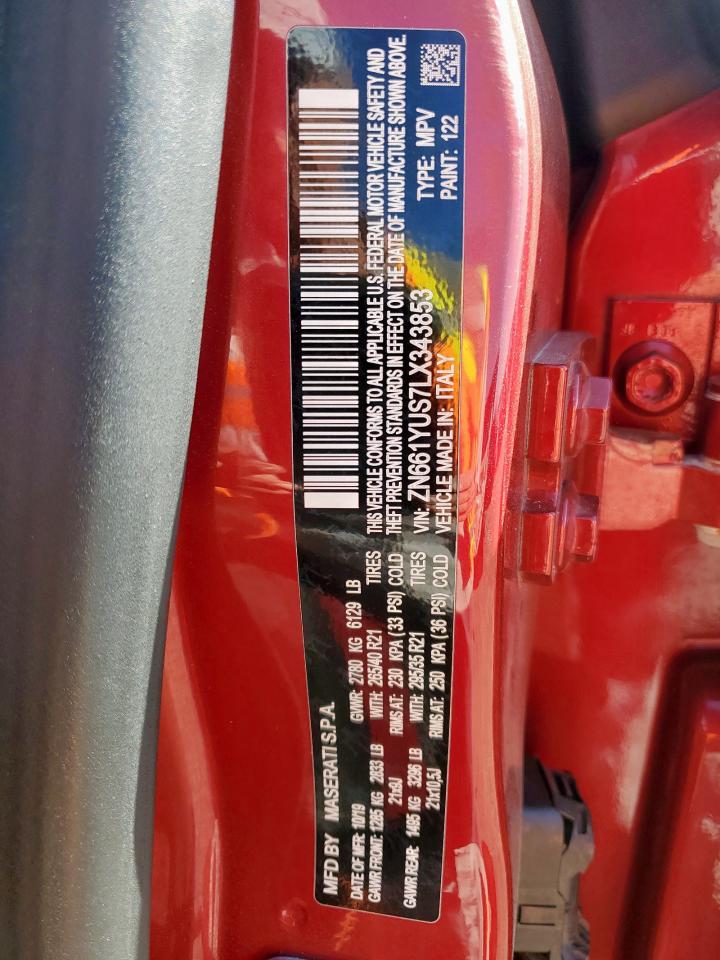 MFD BY MASERATI S.P.A.
DATE OF MFR: 10/19 GVWR: 2780 KG 6129 LB
GAWR FRONT: 1285 KG 2833 LB WITH: 265/40 R21 TIRES
21x9J RIMS AT: 230 KPA (33 PSI) COLD
GAWR REAR: 1495 KG 3296 LB WITH: 295/35 R21 TIRES
21x10,5J RIMS AT: 250 KPA (36 PSI) COLD
THIS VEHICLE CONFORMS TO ALL APPLICABLE U.S. FEDERAL MOTOR VEHICLE SAFETY AND
THEFT PREVENTION STANDARDS IN EFFECT ON THE DATE OF MANUFACTURE SHOWN ABOVE.
VIN: ZN661YUS7LX343853 TYPE: MPV
VEHICLE MADE IN: ITALY PAINT: 122